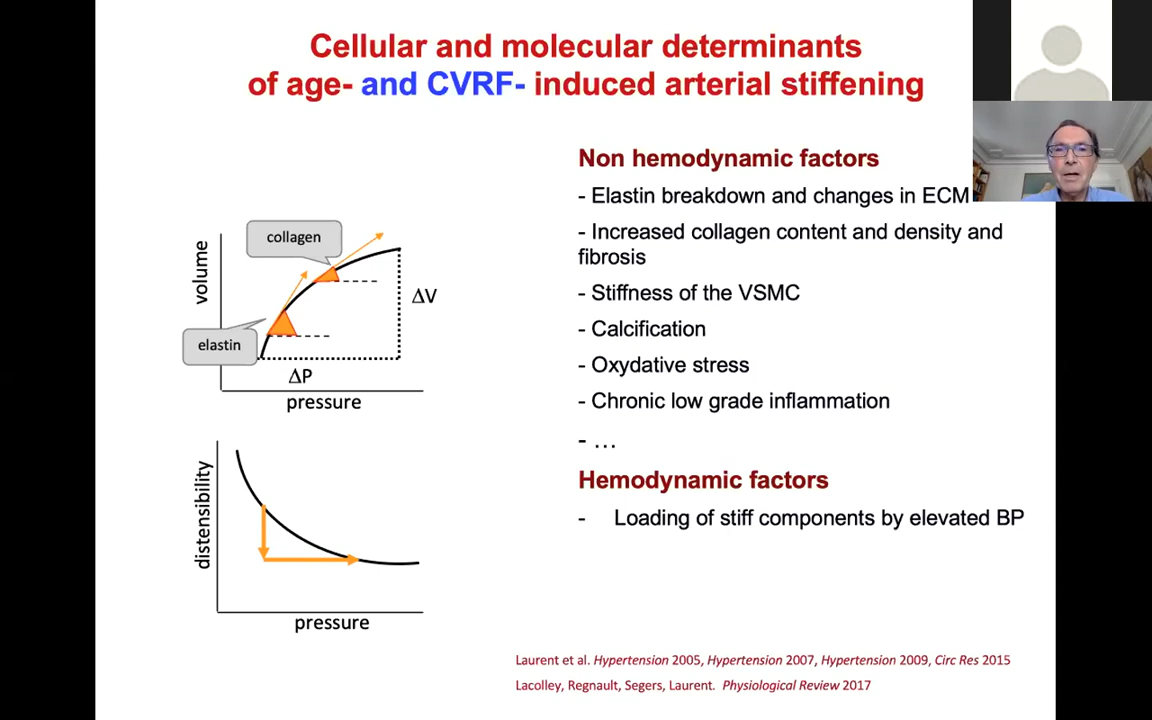 Cellular and molecular determinants
of age- and CVRF- induced arterial stiffening
Non hemodynamic factors
- Elastin breakdown and changes in ECM
- Increased collagen content and density and
fibrosis
- Stiffness of the VSMC
- Calcification
- Oxydative stress
- Chronic low grade inflammation
- …
Hemodynamic factors
- Loading of stiff components by elevated BP
collagen
volume
ΔV
elastin
ΔP
pressure
distensibility
pressure
Laurent et al. Hypertension 2005, Hypertension 2007, Hypertension 2009, Circ Res 2015
Lacolley, Regnault, Segers, Laurent. Physiological Review 2017